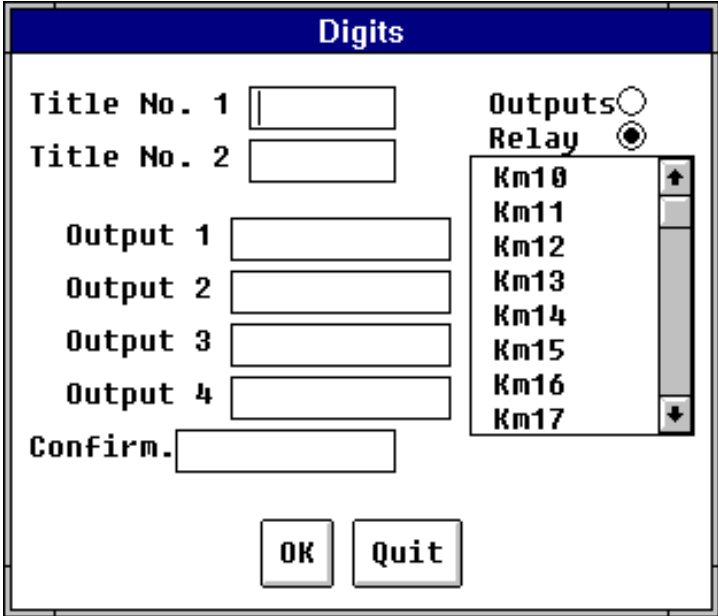 Digits
Title No. 1
Title No. 2
Outputs
Relay
Output 1
Output 2
Output 3
Output 4
Confirm.
Km10
Km11
Km12
Km13
Km14
Km15
Km16
Km17
OK
Quit